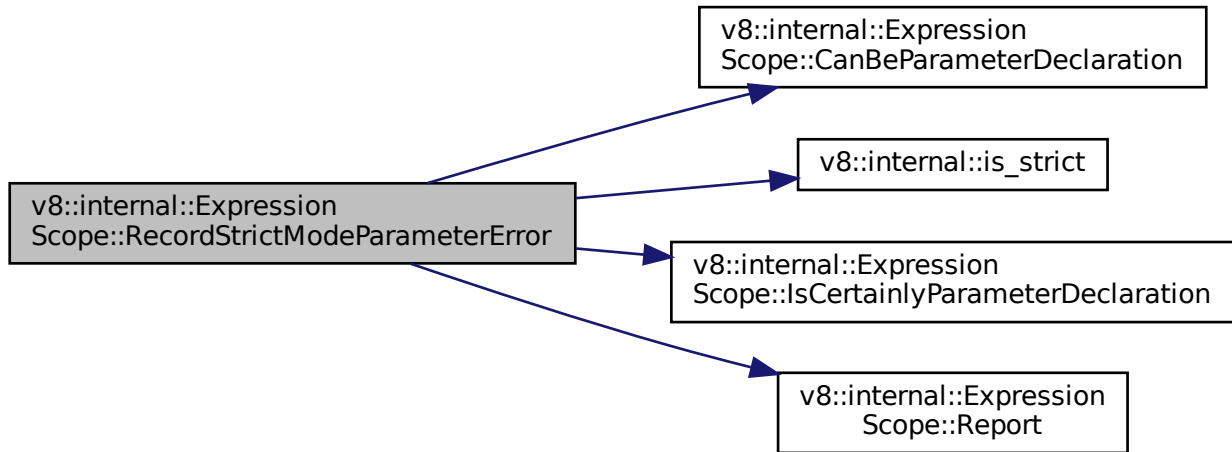 v8::internal::Expression
Scope::RecordStrictModeParameterError
v8::internal::Expression
Scope::CanBeParameterDeclaration
v8::internal::is_strict
v8::internal::Expression
Scope::IsCertainlyParameterDeclaration
v8::internal::Expression
Scope::Report